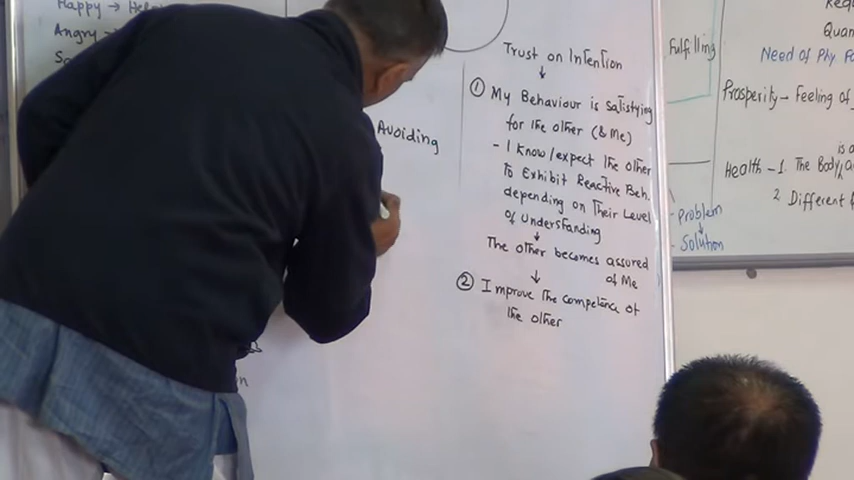 Happy →
Angry
Avoiding
Trust on Intention
↓
① My Behaviour is satisfying
for the other (& Me)
- I know/expect the other
to Exhibit Reactive Beh.
depending on Their Level
of Understanding
↓
The other becomes assured
of Me
↓
② I improve the competence of
the other
Fulfilling
- Problem
↓
- Solution
Need of Phy.
Prosperity - Feeling of
is a
Health - 1. The Body
2. Different